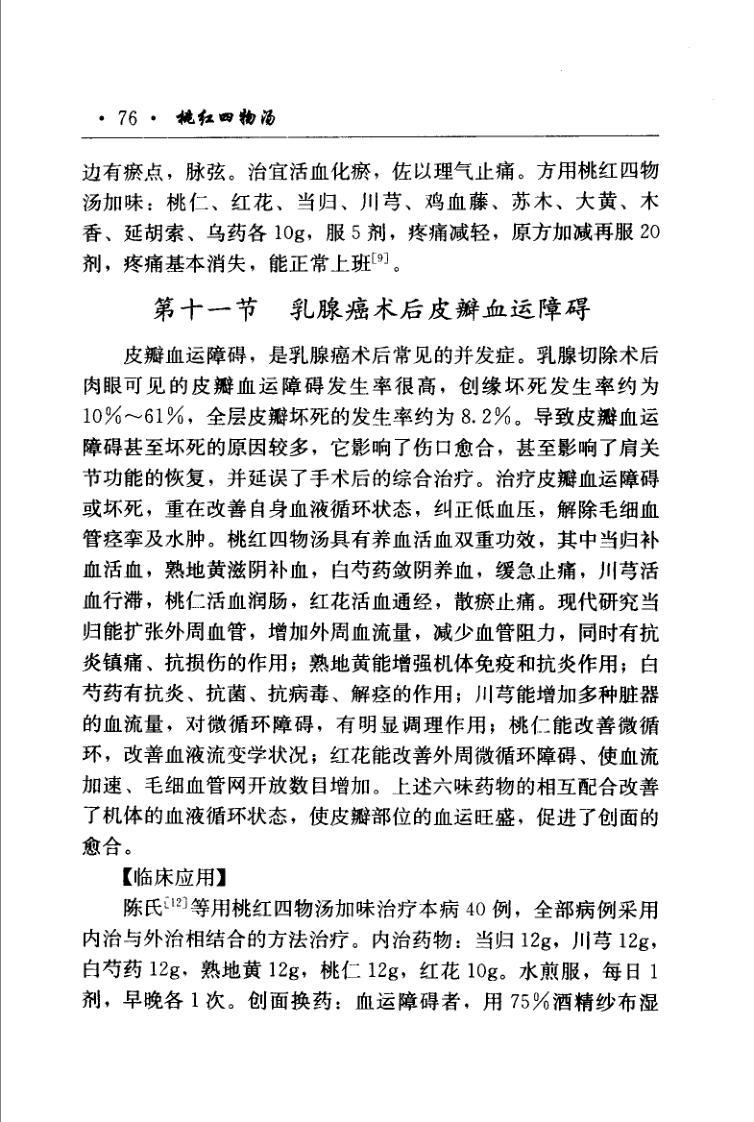 · 76 · 桃红四物汤
边有瘀点，脉弦。治宜活血化瘀，佐以理气止痛。方用桃红四物
汤加味：桃仁、红花、当归、川芎、鸡血藤、苏木、大黄、木
香、延胡索、乌药各 10g，服 5 剂，疼痛减轻，原方加减再服 20
剂，疼痛基本消失，能正常上班[9]。
第十一节　乳腺癌术后皮瓣血运障碍
皮瓣血运障碍，是乳腺癌术后常见的并发症。乳腺切除术后
肉眼可见的皮瓣血运障碍发生率很高，创缘坏死发生率约为
10%～61%，全层皮瓣坏死的发生率约为 8.2%。导致皮瓣血运
障碍甚至坏死的原因较多，它影响了伤口愈合，甚至影响了肩关
节功能的恢复，并延误了手术后的综合治疗。治疗皮瓣血运障碍
或坏死，重在改善自身血液循环状态，纠正低血压，解除毛细血
管痉挛及水肿。桃红四物汤具有养血活血双重功效，其中当归补
血活血，熟地黄滋阴补血，白芍药敛阴养血，缓急止痛，川芎活
血行滞，桃仁活血润肠，红花活血通经，散瘀止痛。现代研究当
归能扩张外周血管，增加外周血流量，减少血管阻力，同时有抗
炎镇痛、抗损伤的作用；熟地黄能增强机体免疫和抗炎作用；白
芍药有抗炎、抗菌、抗病毒、解痉的作用；川芎能增加多种脏器
的血流量，对微循环障碍，有明显调理作用；桃仁能改善微循
环，改善血液流变学状况；红花能改善外周微循环障碍、使血流
加速、毛细血管网开放数目增加。上述六味药物的相互配合改善
了机体的血液循环状态，使皮瓣部位的血运旺盛，促进了创面的
愈合。
【临床应用】
陈氏[12]等用桃红四物汤加味治疗本病 40 例，全部病例采用
内治与外治相结合的方法治疗。内治药物：当归 12g，川芎 12g，
白芍药 12g，熟地黄 12g，桃仁 12g，红花 10g。水煎服，每日 1
剂，早晚各 1 次。创面换药：血运障碍者，用 75%酒精纱布湿